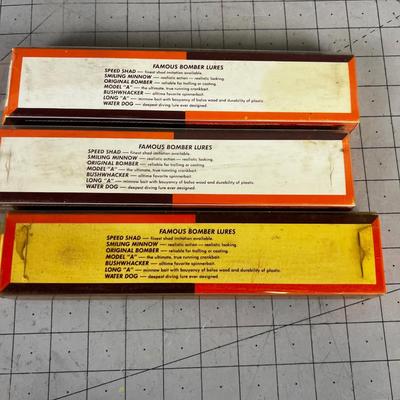 FAMOUS BOMBER LURES
SPEED SHAD — finest shad imitation available.
SMILING MINNOW — realistic action — realistic looking.
ORIGINAL BOMBER — reliable for trolling or casting.
MODEL "A" — the ultimate, true running crankbait.
BUSHWHACKER — alltime favorite spinnerbait.
LONG "A" — minnow bait with bouyancy of balsa wood and durability of plastic.
WATER DOG — deepest diving lure ever designed.
FAMOUS BOMBER LURES
SPEED SHAD — finest shad imitation available.
SMILING MINNOW — realistic action — realistic looking.
ORIGINAL BOMBER — reliable for trolling or casting.
MODEL "A" — the ultimate, true running crankbait.
BUSHWHACKER — alltime favorite spinnerbait.
LONG "A" — minnow bait with bouyancy of balsa wood and durability of plastic.
WATER DOG — deepest diving lure ever designed.
FAMOUS BOMBER LURES
SPEED SHAD — finest shad imitation available.
SMILING MINNOW — realistic action — realistic looking.
ORIGINAL BOMBER — reliable for trolling or casting.
MODEL "A" — the ultimate, true running crankbait.
BUSHWHACKER — alltime favorite spinnerbait.
LONG "A" — minnow bait with bouyancy of balsa wood and durability of plastic.
WATER DOG — deepest diving lure ever designed.